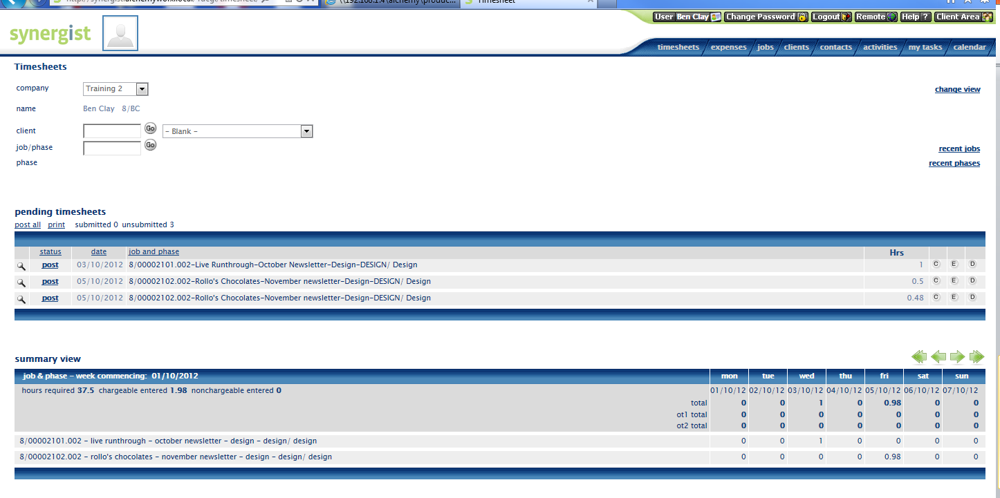 \\192.168.1.4\alchemy\produc... Timesheet
User Ben Clay Change Password Logout Remote Help ? Client Area
synergist
timesheets expenses jobs clients contacts activities my tasks calendar
Timesheets
company Training 2
change view
name Ben Clay 8/BC
client Go - Blank -
job/phase Go
recent jobs
phase
recent phases
pending timesheets
post all print submitted 0 unsubmitted 3
status date job and phase Hrs
post 03/10/2012 8/00002101.002-Live Runthrough-October Newsletter-Design-DESIGN/ Design 1 C E D
post 05/10/2012 8/00002102.002-Rollo's Chocolates-November newsletter-Design-DESIGN/ Design 0.5 C E D
post 05/10/2012 8/00002102.002-Rollo's Chocolates-November newsletter-Design-DESIGN/ Design 0.48 C E D
summary view
job & phase - week commencing: 01/10/2012 mon tue wed thu fri sat sun
hours required 37.5 chargeable entered 1.98 nonchargeable entered 0 01/10/12 02/10/12 03/10/12 04/10/12 05/10/12 06/10/12 07/10/12
total 0 0 1 0 0.98 0 0
ot1 total 0 0 0 0 0 0 0
ot2 total 0 0 0 0 0 0 0
8/00002101.002 - live runthrough - october newsletter - design - design/ design 0 0 1 0 0 0 0
8/00002102.002 - rollo's chocolates - november newsletter - design - design/ design 0 0 0 0 0.98 0 0